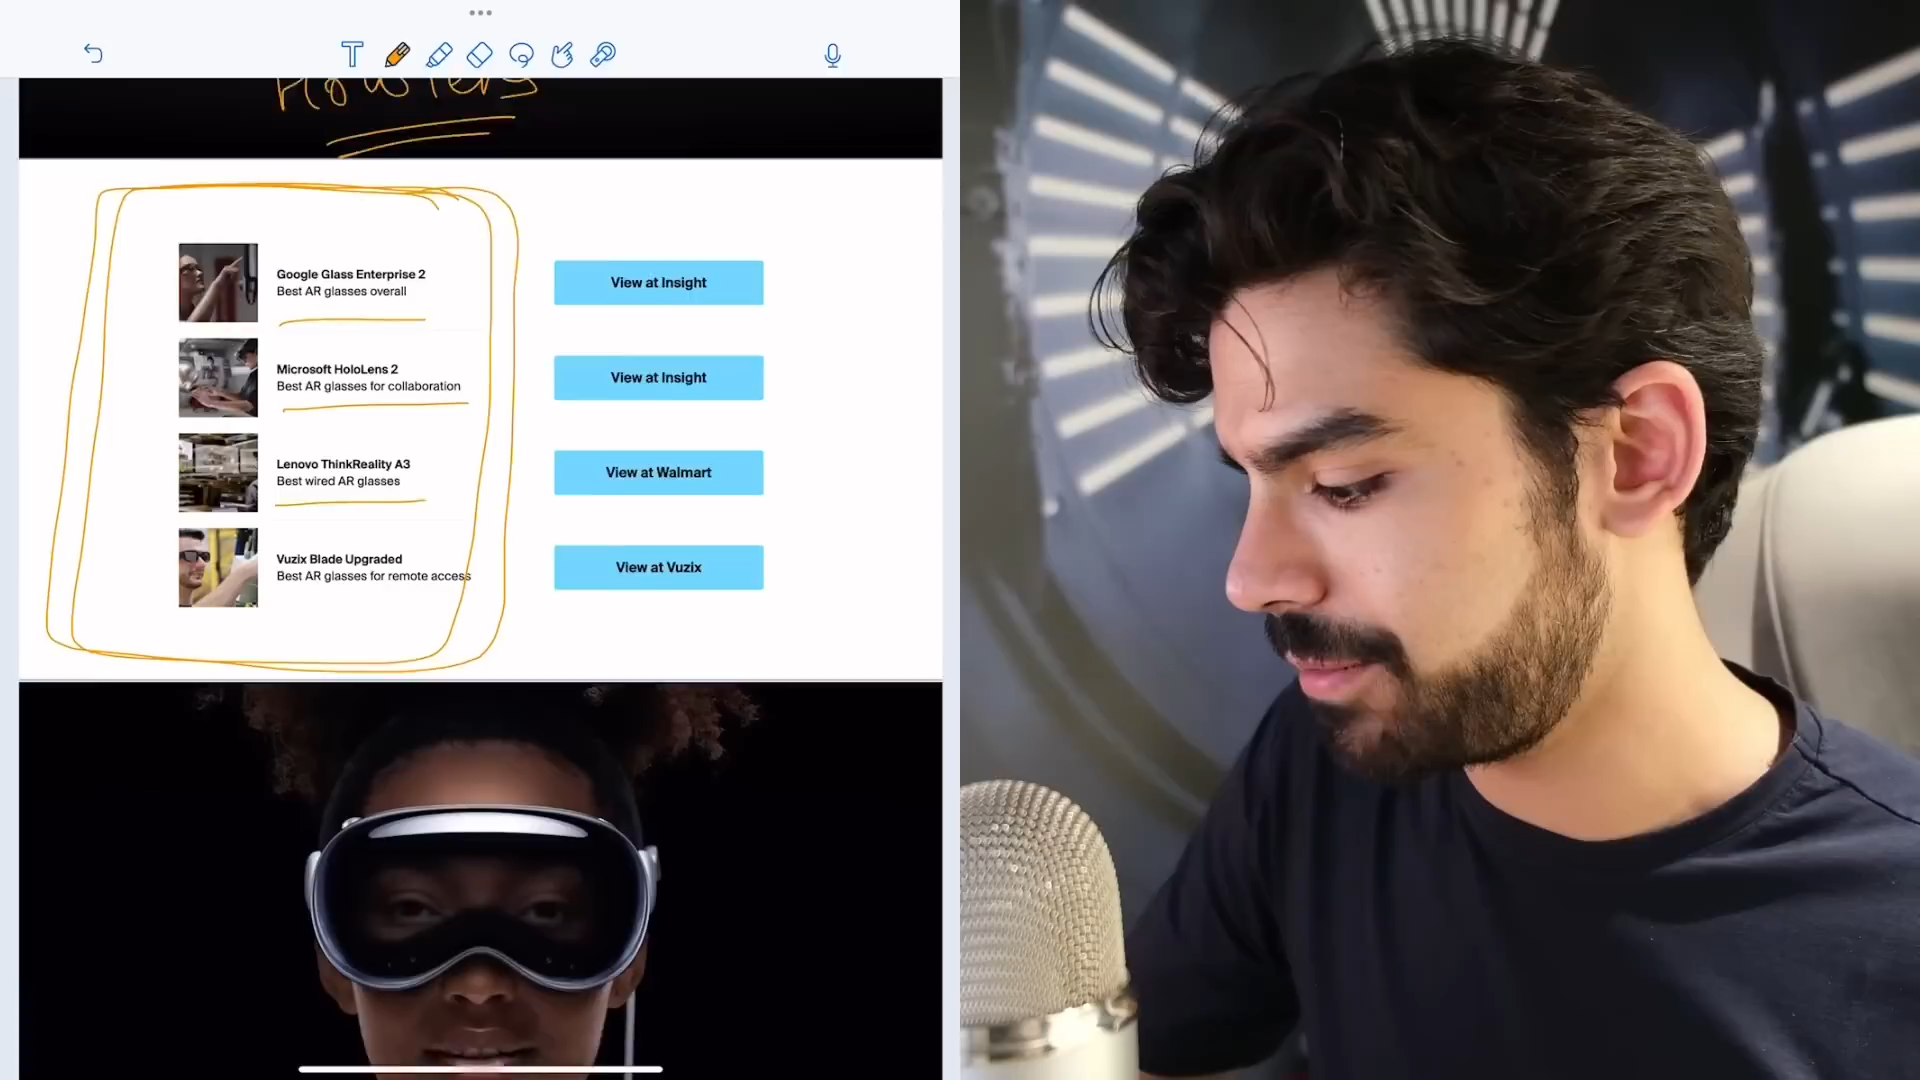 Howlers
Google Glass Enterprise 2
Best AR glasses overall
View at Insight
Microsoft HoloLens 2
Best AR glasses for collaboration
View at Insight
Lenovo ThinkReality A3
Best wired AR glasses
View at Walmart
Vuzix Blade Upgraded
Best AR glasses for remote access
View at Vuzix